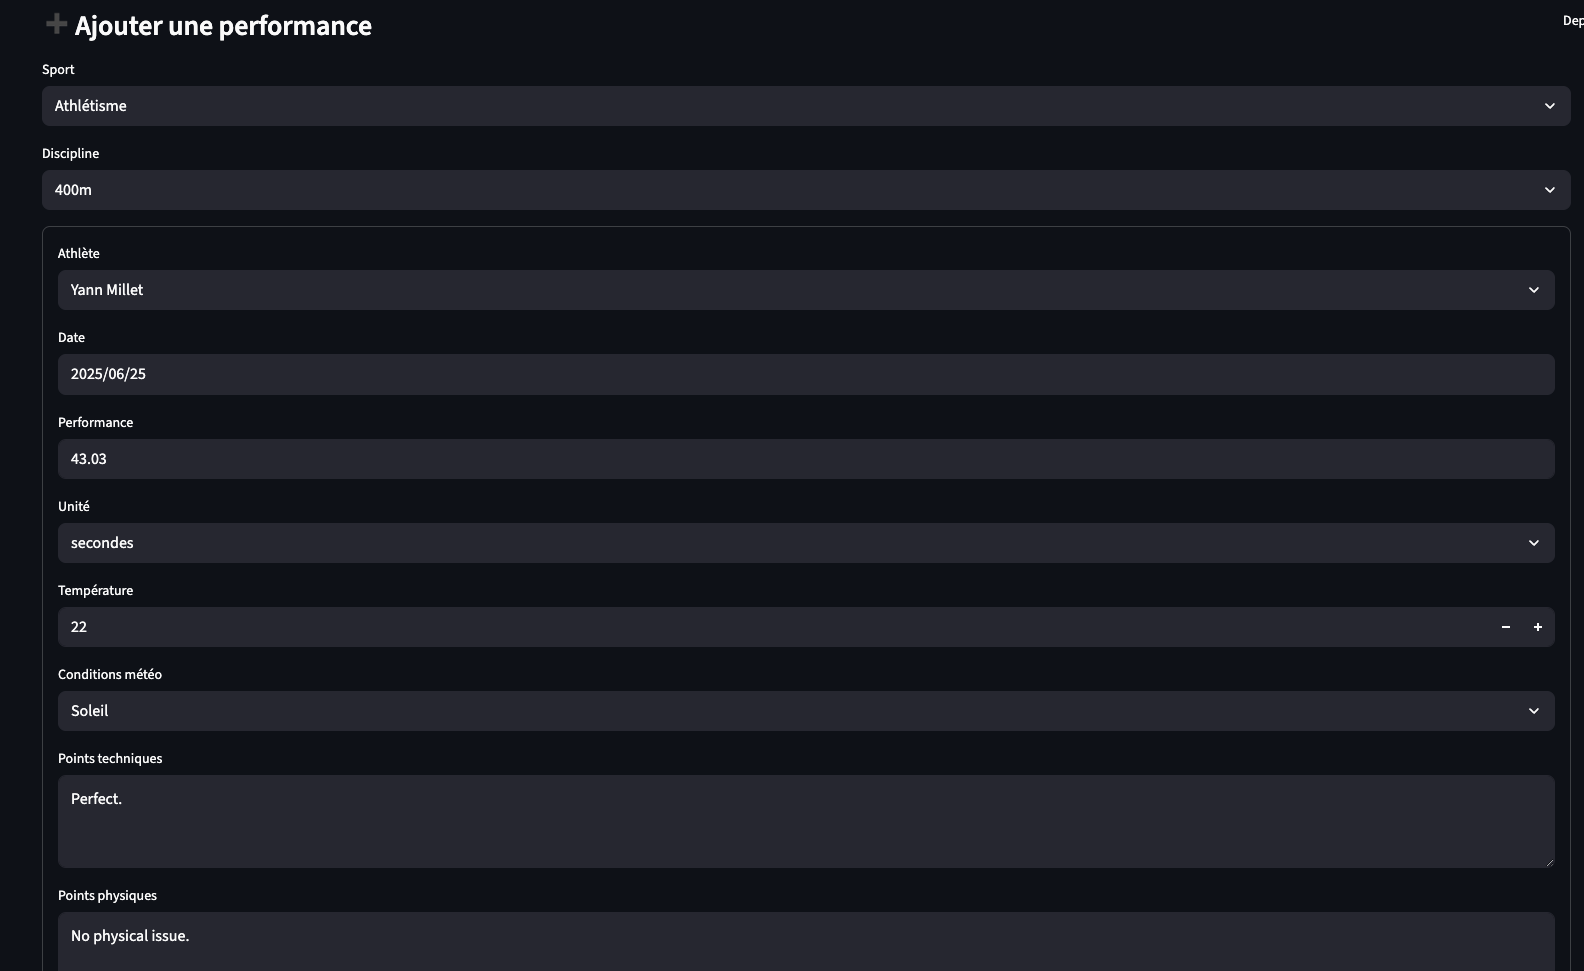 Ajouter une performance
Dep
Sport
Athlétisme
Discipline
400m
Athlète
Yann Millet
Date
2025/06/25
Performance
43.03
Unité
secondes
Température
22
Conditions météo
Soleil
Points techniques
Perfect.
Points physiques
No physical issue.